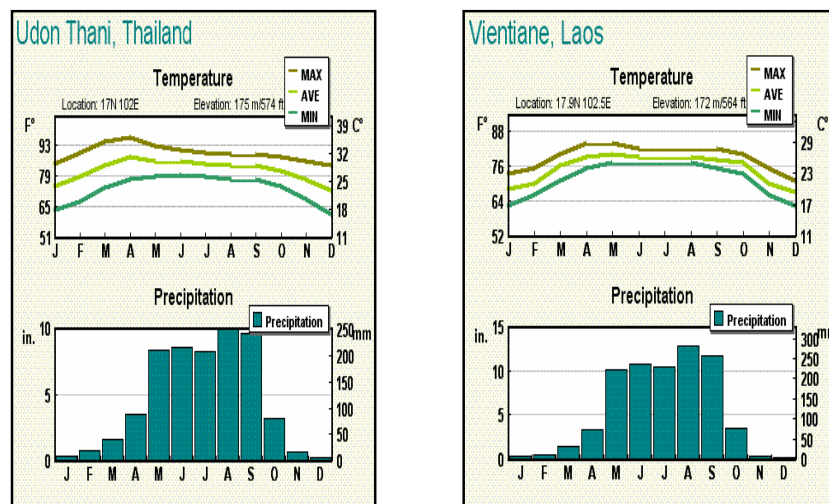 Udon Thani, Thailand
Temperature
MAX
AVE
MIN
Location: 17N 102E Elevation: 175 m/574 ft
F° C°
39
93 32
79 25
65 18
51 11
J F M A M J J A S O N D
Precipitation
Precipitation
in. mm
10 250
200
150
5
100
50
0 0
J F M A M J J A S O N D
Vientiane, Laos
Temperature
MAX
AVE
MIN
Location: 17.9N 102.5E Elevation: 172 m/564 ft
F° C°
88
29
76 23
64 17
52 11
J F M A M J J A S O N D
Precipitation
Precipitation
in. mm
15
300
10 250
200
150
5 100
50
0 0
J F M A M J J A S O N D